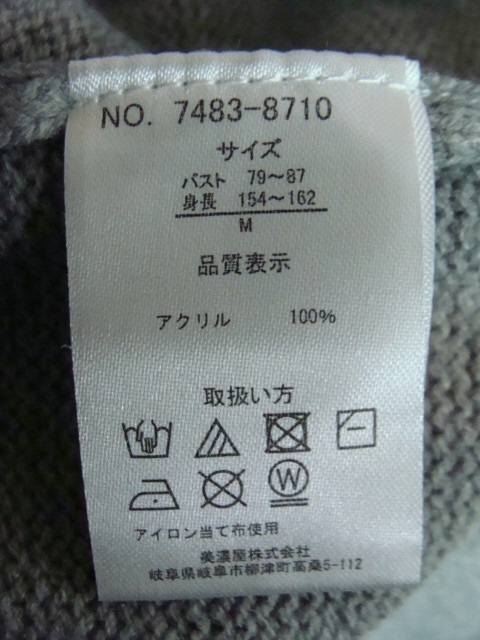 NO. 7483-8710
サイズ
バスト 79～87
身長 154～162
M
品質表示
アクリル 100%
取扱い方
W
アイロン当て布使用
美濃屋株式会社
岐阜県岐阜市柳津町高桑5-112